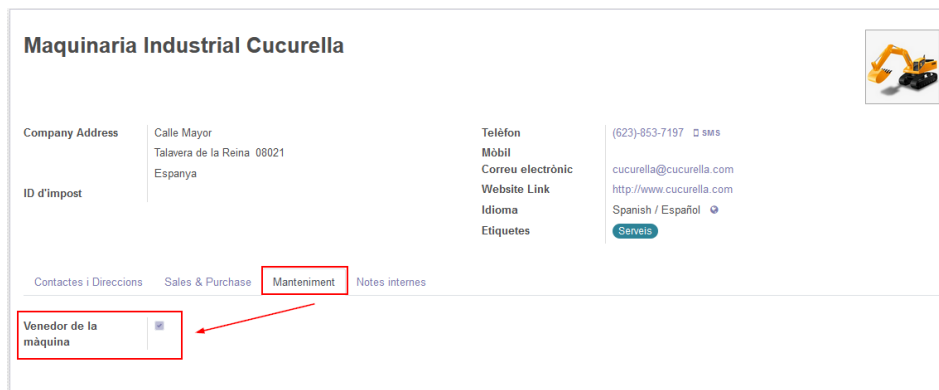 Maquinaria Industrial Cucurella
Company Address
Calle Mayor
Talavera de la Reina 08021
Espanya
ID d'impost
Telèfon (623)-853-7197 SMS
Mòbil
Correu electrònic cucurella@cucurella.com
Website Link http://www.cucurella.com
Idioma Spanish / Español
Etiquetes Serveis
Contactes i Direccions Sales & Purchase Manteniment Notes internes
Venedor de la
màquina